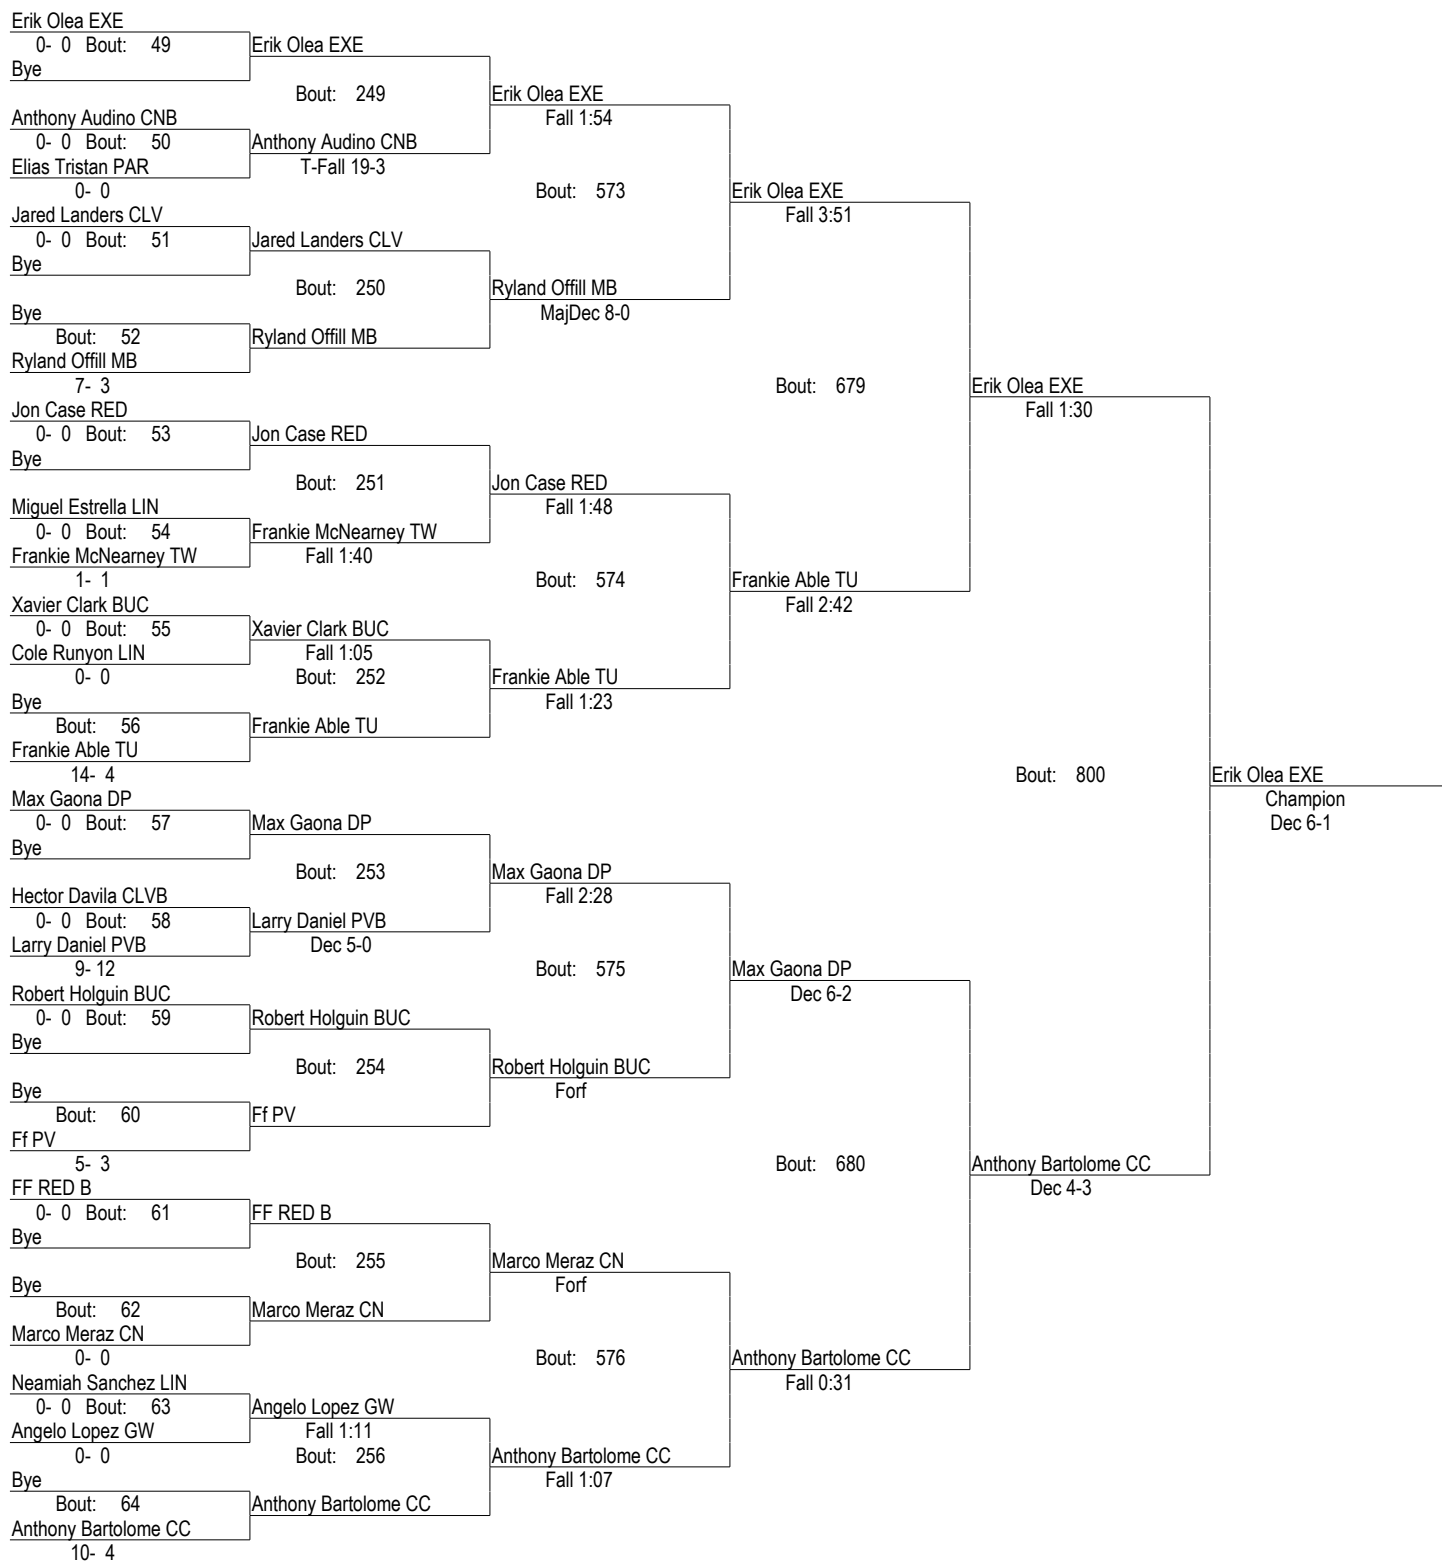 Erik Olea EXE
0- 0 Bout: 49 Erik Olea EXE
Bye
Bout: 249 Erik Olea EXE
Anthony Audino CNB Fall 1:54
0- 0 Bout: 50 Anthony Audino CNB
Elias Tristan PAR T-Fall 19-3
0- 0 Bout: 573 Erik Olea EXE
Jared Landers CLV Fall 3:51
0- 0 Bout: 51 Jared Landers CLV
Bye
Bout: 250 Ryland Offill MB
Bye MajDec 8-0
Bout: 52 Ryland Offill MB
Ryland Offill MB
7- 3 Bout: 679 Erik Olea EXE
Jon Case RED Fall 1:30
0- 0 Bout: 53 Jon Case RED
Bye
Bout: 251 Jon Case RED
Miguel Estrella LIN Fall 1:48
0- 0 Bout: 54 Frankie McNearney TW
Frankie McNearney TW Fall 1:40
1- 1 Bout: 574 Frankie Able TU
Xavier Clark BUC Fall 2:42
0- 0 Bout: 55 Xavier Clark BUC
Cole Runyon LIN Fall 1:05
0- 0 Bout: 252 Frankie Able TU
Bye Fall 1:23
Bout: 56 Frankie Able TU
Frankie Able TU
14- 4 Bout: 800 Erik Olea EXE
Max Gaona DP Champion
0- 0 Bout: 57 Max Gaona DP Dec 6-1
Bye
Bout: 253 Max Gaona DP
Hector Davila CLVB Fall 2:28
0- 0 Bout: 58 Larry Daniel PVB
Larry Daniel PVB Dec 5-0
9- 12 Bout: 575 Max Gaona DP
Robert Holguin BUC Dec 6-2
0- 0 Bout: 59 Robert Holguin BUC
Bye
Bout: 254 Robert Holguin BUC
Bye Forf
Bout: 60 Ff PV
Ff PV
5- 3 Bout: 680 Anthony Bartolome CC
FF RED B Dec 4-3
0- 0 Bout: 61 FF RED B
Bye
Bout: 255 Marco Meraz CN
Bye Forf
Bout: 62 Marco Meraz CN
Marco Meraz CN
0- 0 Bout: 576 Anthony Bartolome CC
Neamiah Sanchez LIN Fall 0:31
0- 0 Bout: 63 Angelo Lopez GW
Angelo Lopez GW Fall 1:11
0- 0 Bout: 256 Anthony Bartolome CC
Bye Fall 1:07
Bout: 64 Anthony Bartolome CC
Anthony Bartolome CC
10- 4